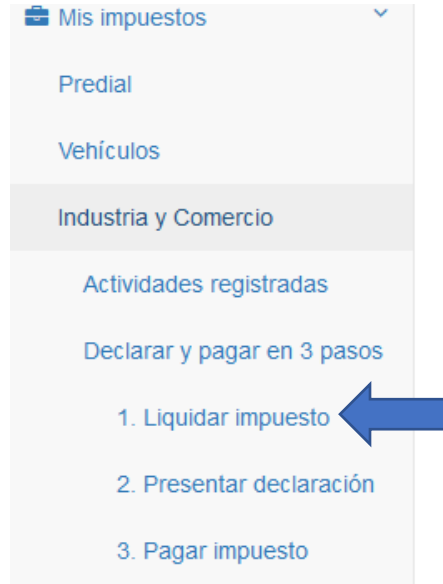 Mis impuestos
Predial
Vehículos
Industria y Comercio
Actividades registradas
Declarar y pagar en 3 pasos
1. Liquidar impuesto
2. Presentar declaración
3. Pagar impuesto